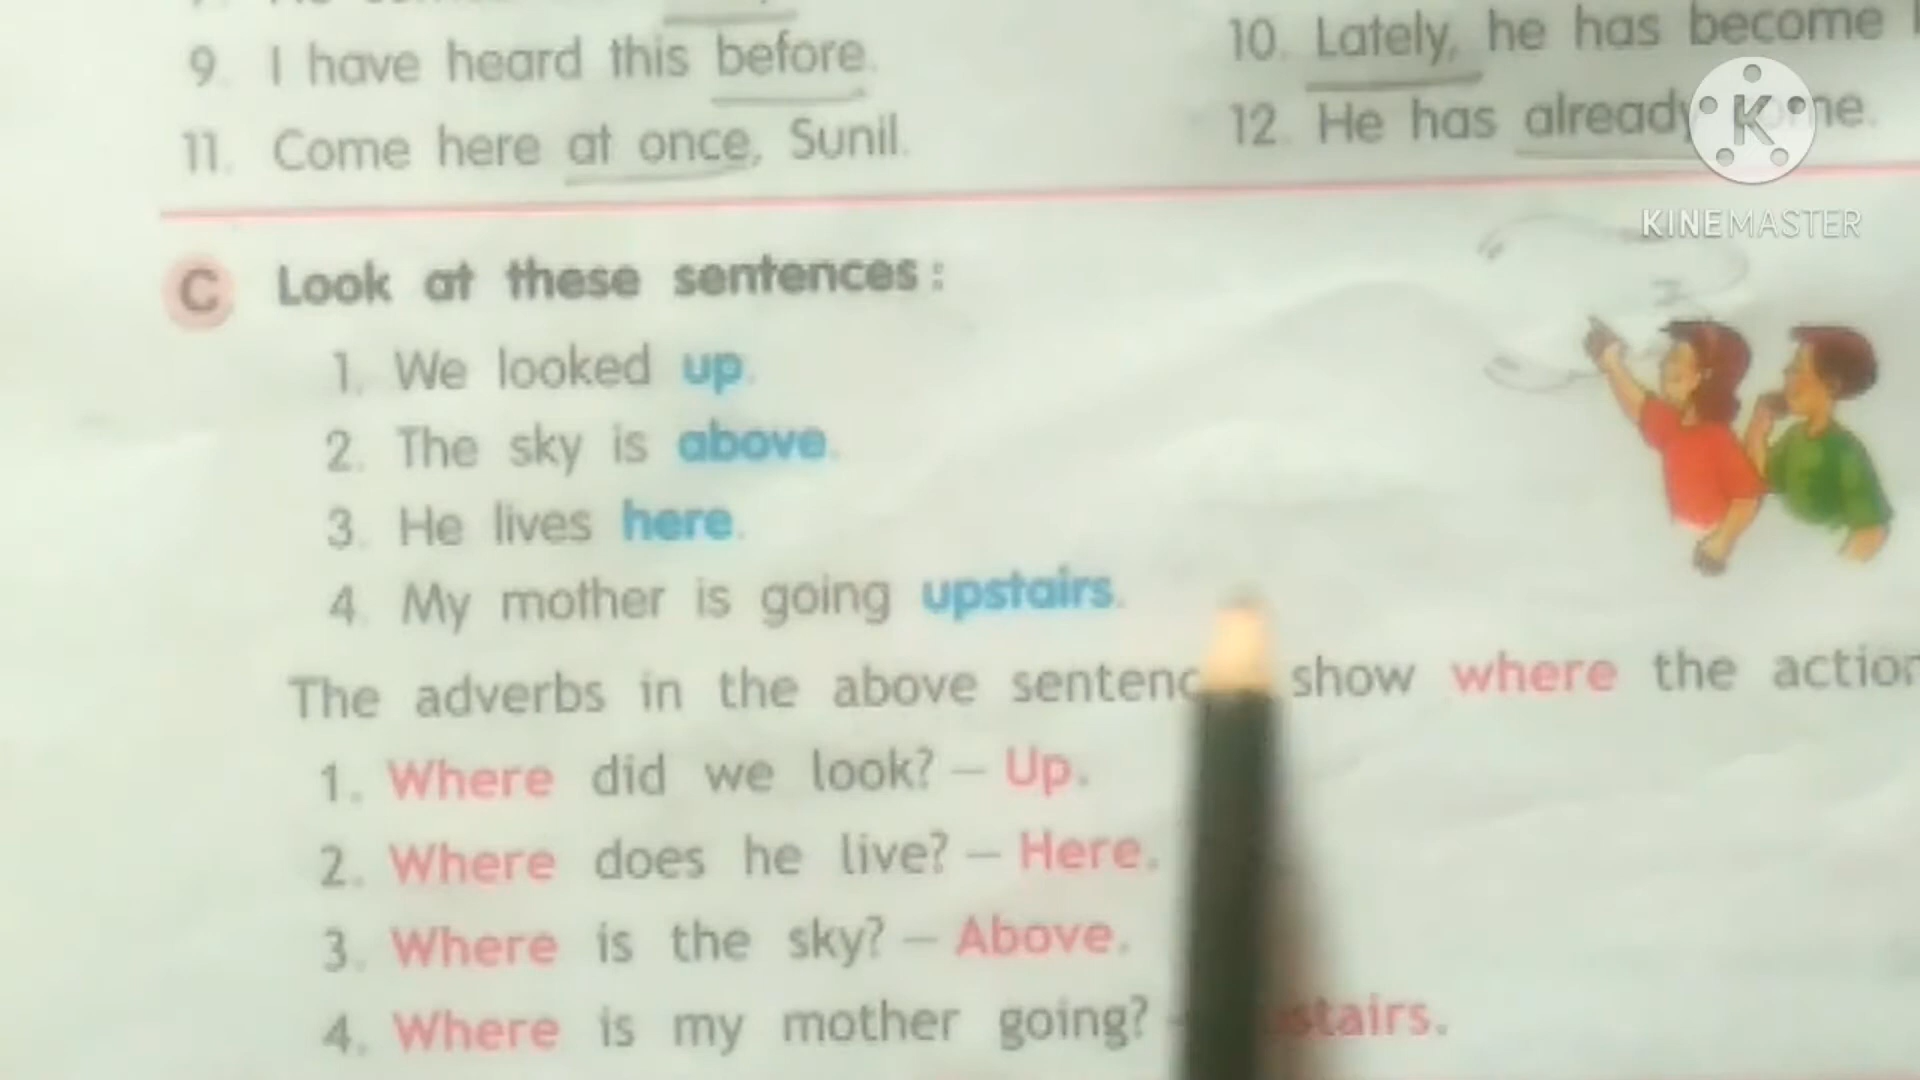 9. I have heard this before.
10. Lately, he has become
11. Come here at once, Sunil.
12. He has already
K
KINEMASTER
C Look at these sentences:
1. We looked up.
2. The sky is above.
3. He lives here.
4. My mother is going upstairs.
The adverbs in the above show where the action
1. Where did we look? – Up.
2. Where does he live? – Here.
3. Where is the sky? – Above.
4. Where is my mother going?